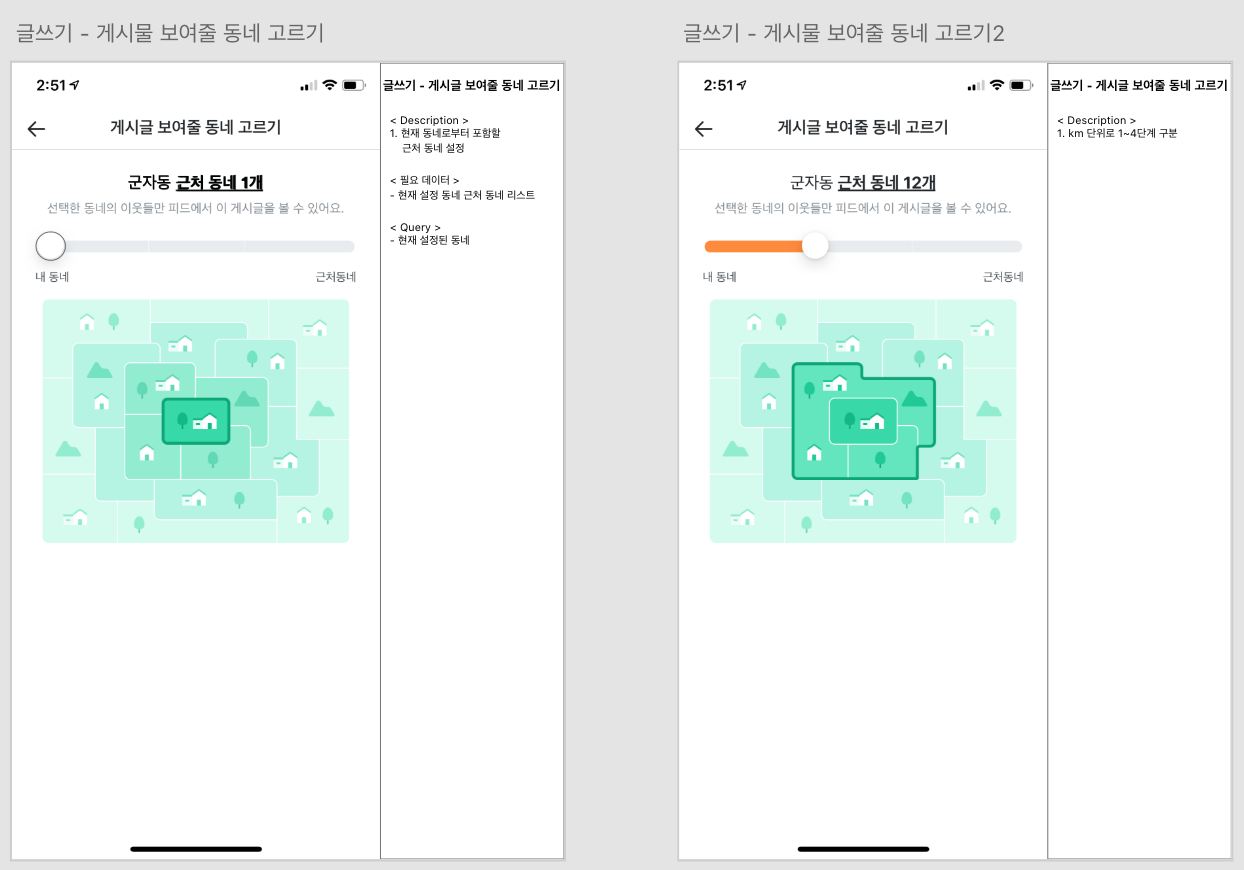 글쓰기 - 게시물 보여줄 동네 고르기
2:51
게시글 보여줄 동네 고르기
군자동 근처 동네 1개
선택한 동네의 이웃들만 피드에서 이 게시글을 볼 수 있어요.
내 동네
근처동네
글쓰기 - 게시글 보여줄 동네 고르기
< Description >
1. 현재 동네로부터 포함할
근처 동네 설정
< 필요 데이터 >
- 현재 설정 동네 근처 동네 리스트
< Query >
- 현재 설정된 동네
글쓰기 - 게시물 보여줄 동네 고르기2
2:51
게시글 보여줄 동네 고르기
군자동 근처 동네 12개
선택한 동네의 이웃들만 피드에서 이 게시글을 볼 수 있어요.
내 동네
근처동네
글쓰기 - 게시글 보여줄 동네 고르기
< Description >
1. km 단위로 1~4단계 구분